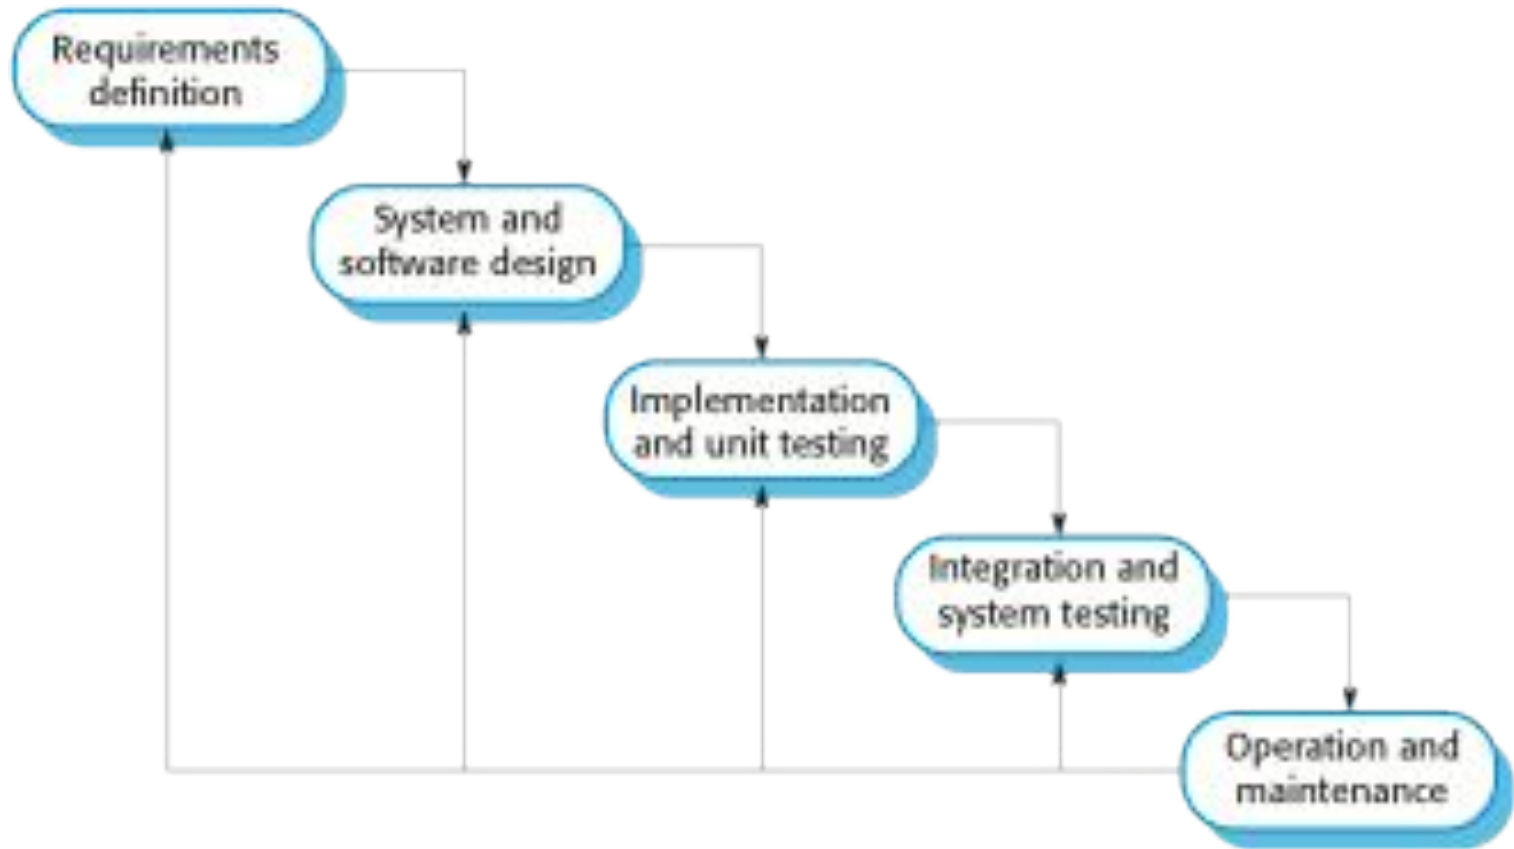 Requirements
definition
System and
software design
Implementation
and unit testing
Integration and
system testing
Operation and
maintenance